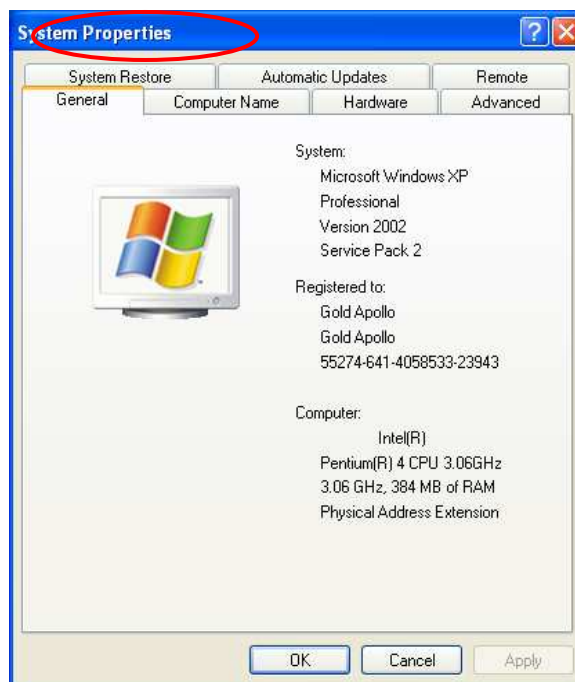 System Properties
System Restore Automatic Updates Remote
General Computer Name Hardware Advanced
System:
Microsoft Windows XP
Professional
Version 2002
Service Pack 2
Registered to:
Gold Apollo
Gold Apollo
55274-641-4058533-23943
Computer:
Intel(R)
Pentium(R) 4 CPU 3.06GHz
3.06 GHz, 384 MB of RAM
Physical Address Extension
OK Cancel Apply